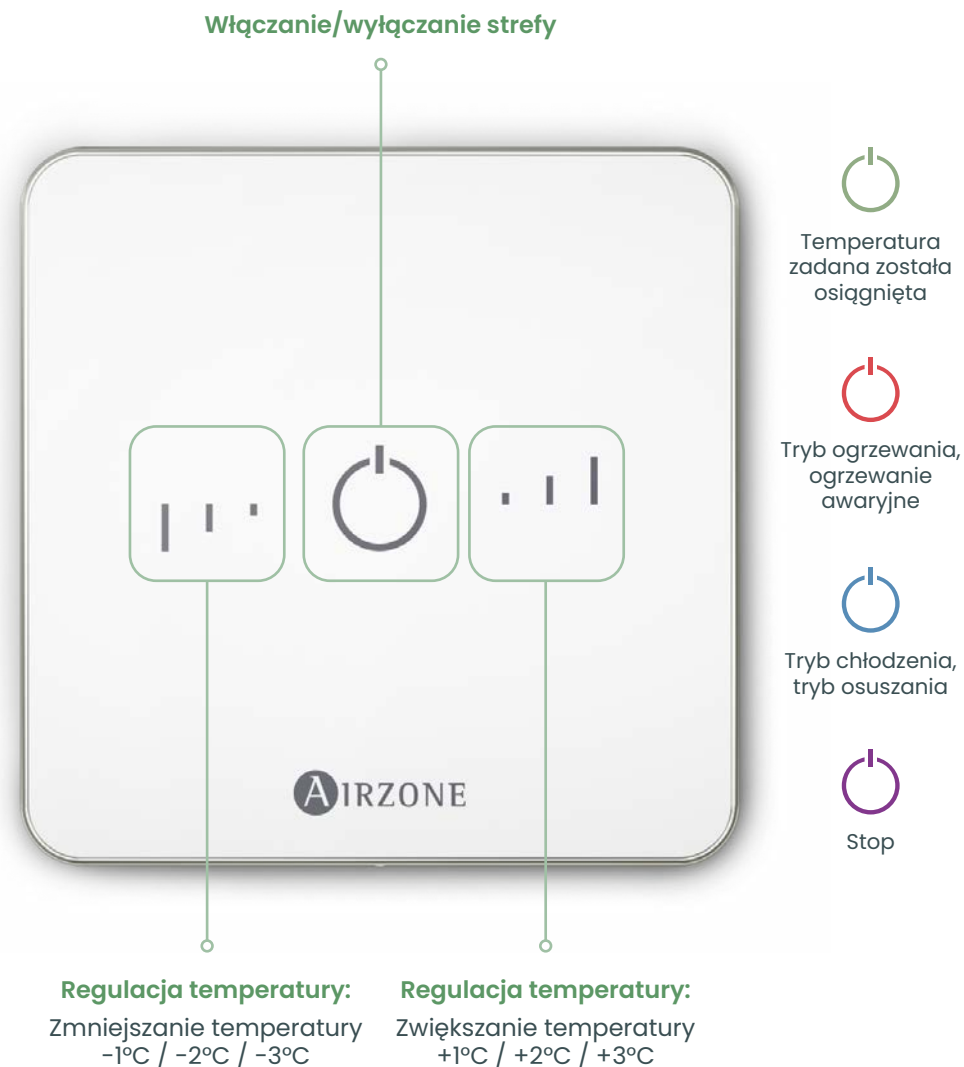 Włączanie/wyłączanie strefy
Temperatura
zadana została
osiągnięta
Tryb ogrzewania,
ogrzewanie
awaryjne
Tryb chłodzenia,
tryb osuszania
Stop
AIRZONE
Regulacja temperatury:
Zmniejszanie temperatury
-1ºC / -2ºC / -3ºC
Regulacja temperatury:
Zwiększanie temperatury
+1ºC / +2ºC / +3ºC